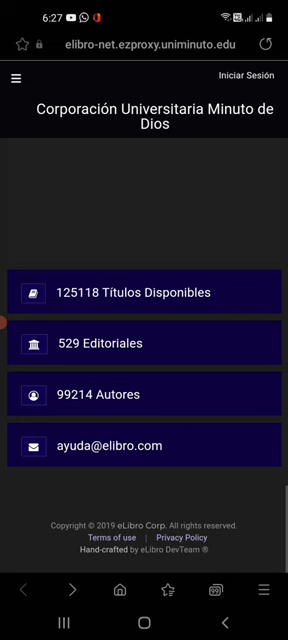 6:27
elibro-net.ezproxy.uniminuto.edu
Iniciar Sesión
Corporación Universitaria Minuto de
Dios
125118 Títulos Disponibles
529 Editoriales
99214 Autores
ayuda@elibro.com
Copyright © 2019 eLibro Corp. All rights reserved.
Terms of use | Privacy Policy
Hand-crafted by eLibro DevTeam ®
99